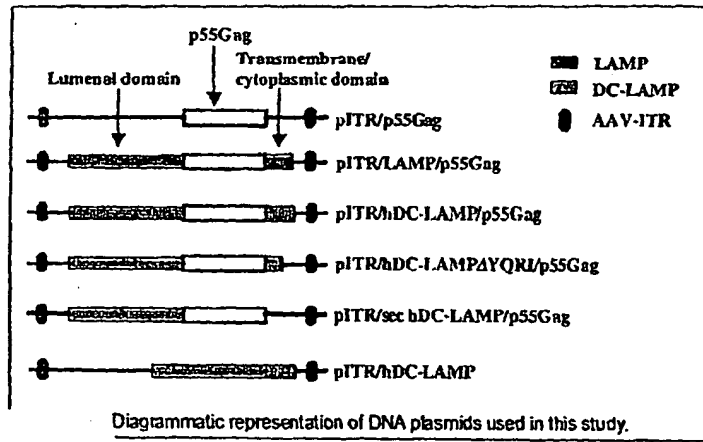 p55Gag
Transmembrane/
cytoplasmic domain
Lumenal domain
LAMP
DC-LAMP
AAV-ITR
pITR/p55Gag
pITR/LAMP/p55Gag
pITR/hDC-LAMP/p55Gag
pITR/hDC-LAMPΔYQRI/p55Gag
pITR/sec hDC-LAMP/p55Gag
pITR/hDC-LAMP
Diagrammatic representation of DNA plasmids used in this study.